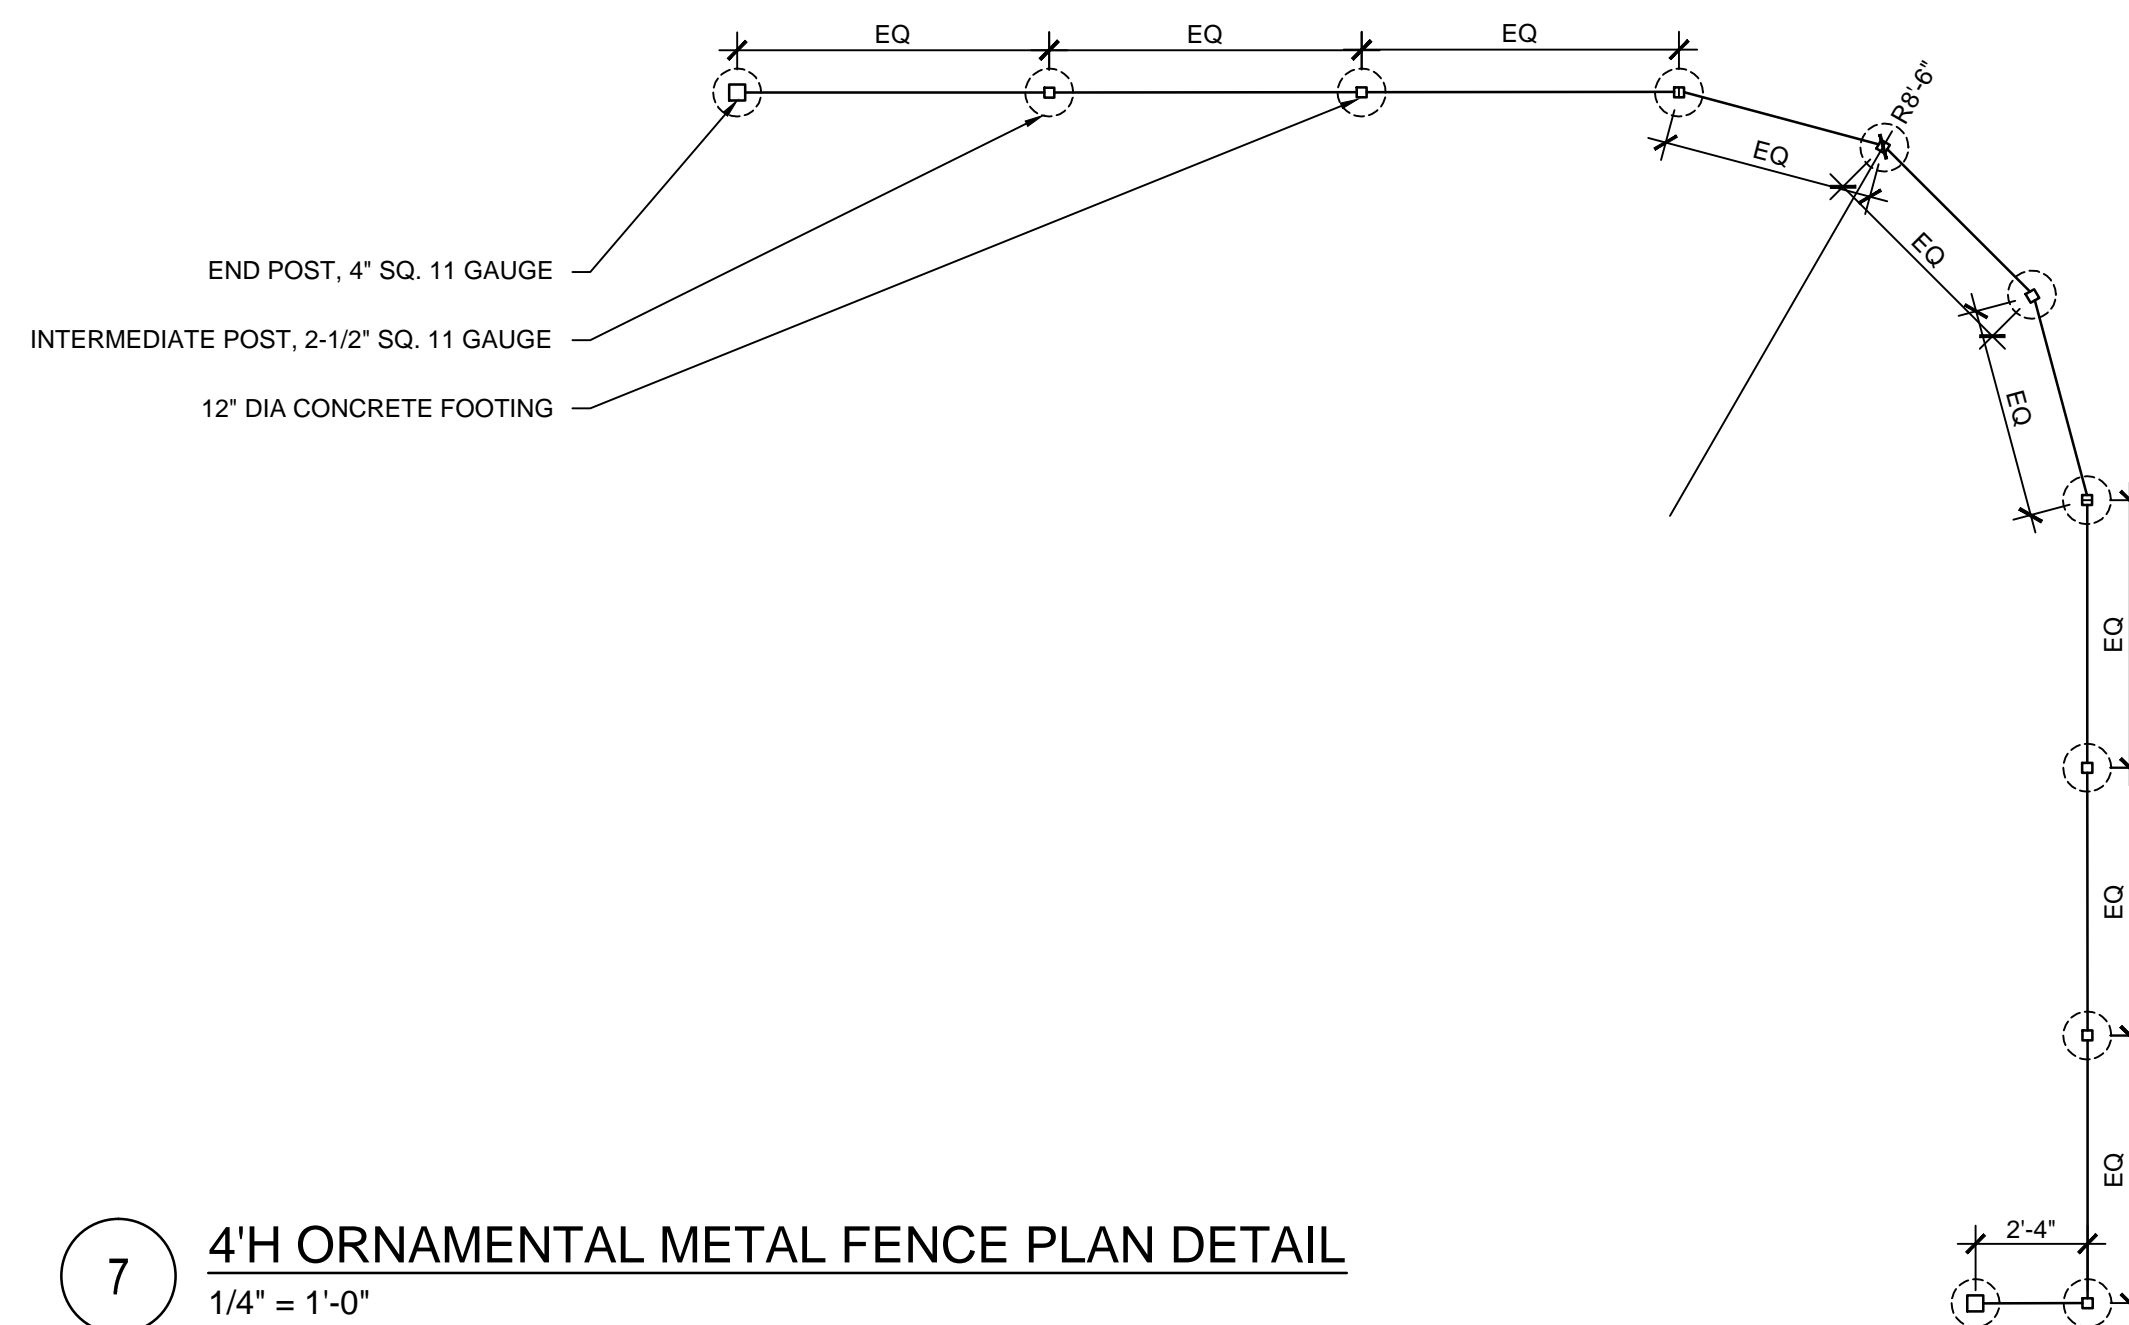 EQ
EQ
EQ
R8'-6"
EQ
EQ
EQ
END POST, 4" SQ. 11 GAUGE
INTERMEDIATE POST, 2-1/2" SQ. 11 GAUGE
12" DIA CONCRETE FOOTING
EQ
EQ
EQ
2'-4"
7
4'H ORNAMENTAL METAL FENCE PLAN DETAIL
1/4" = 1'-0"